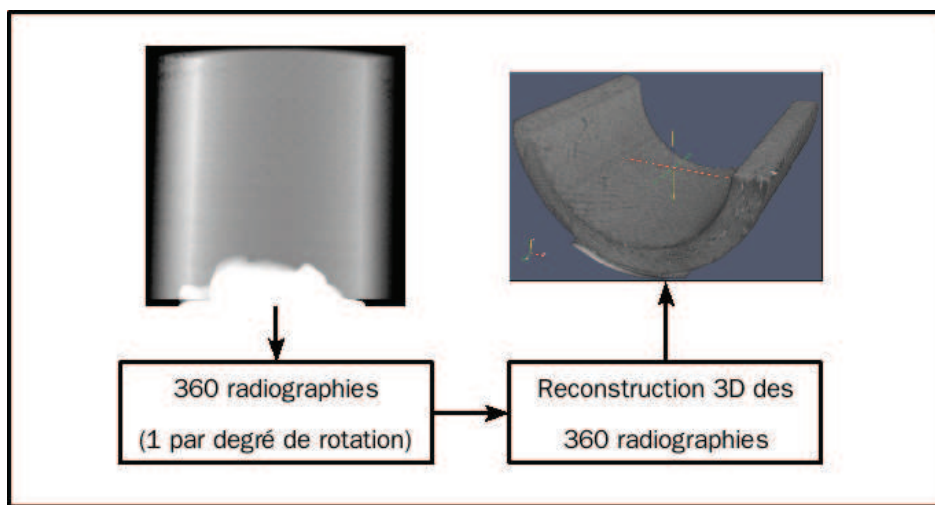 360 radiographies
(1 par degré de rotation)
Reconstruction 3D des
360 radiographies